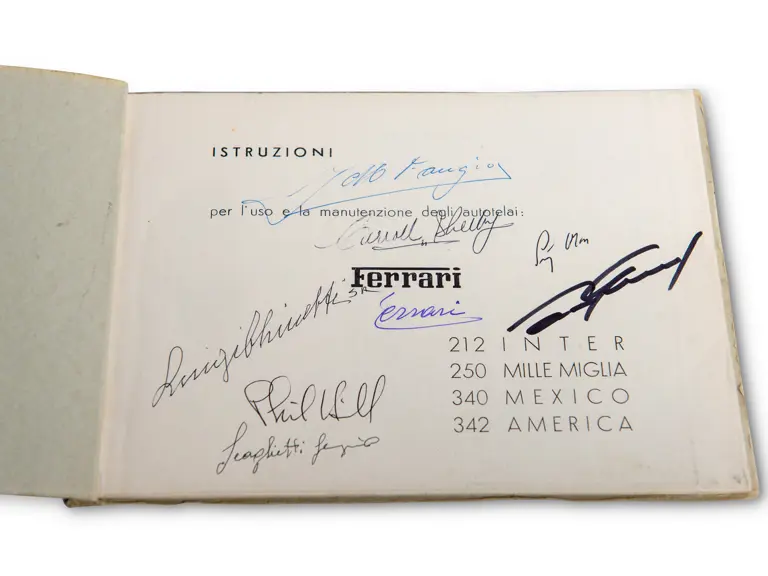 ISTRUZIONI
Fangio
per l'uso e la manutenzione degli autotelai:
Carroll Shelby
Ferrari
Luigi Chinetti SR
Ferrari
212 INTER
250 MILLE MIGLIA
Phil Hill
340 MEXICO
342 AMERICA
Scaglietti Sergio